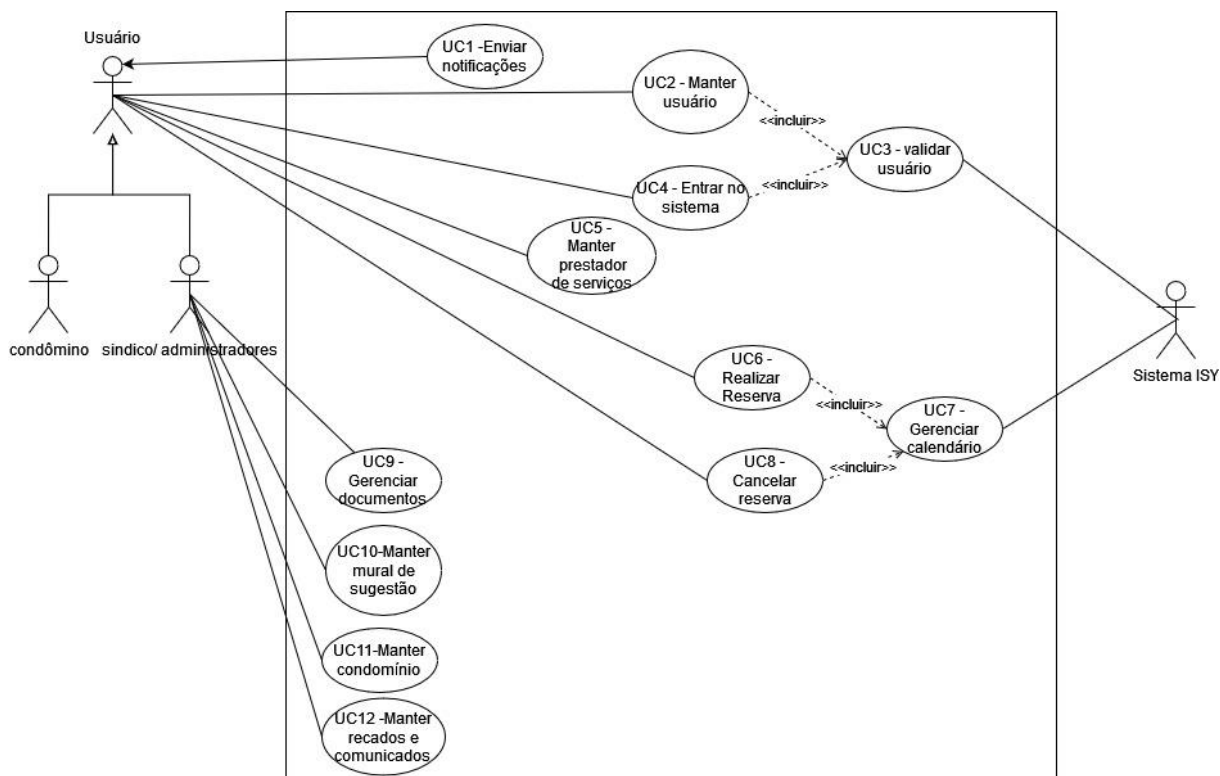 Usuário
UC1 -Enviar
notificações
UC2 - Manter
usuário
<<incluir>>
UC3 - validar
usuário
<<incluir>>
UC4 - Entrar no
sistema
UC5 -
Manter
prestador
de serviços
condômino
sindico/ administradores
UC6 -
Realizar
Reserva
Sistema ISY
<<incluir>>
UC7 -
Gerenciar
calendário
UC8 -
Cancelar
reserva
<<incluir>>
UC9 -
Gerenciar
documentos
UC10-Manter
mural de
sugestão
UC11-Manter
condomínio
UC12 -Manter
recados e
comunicados